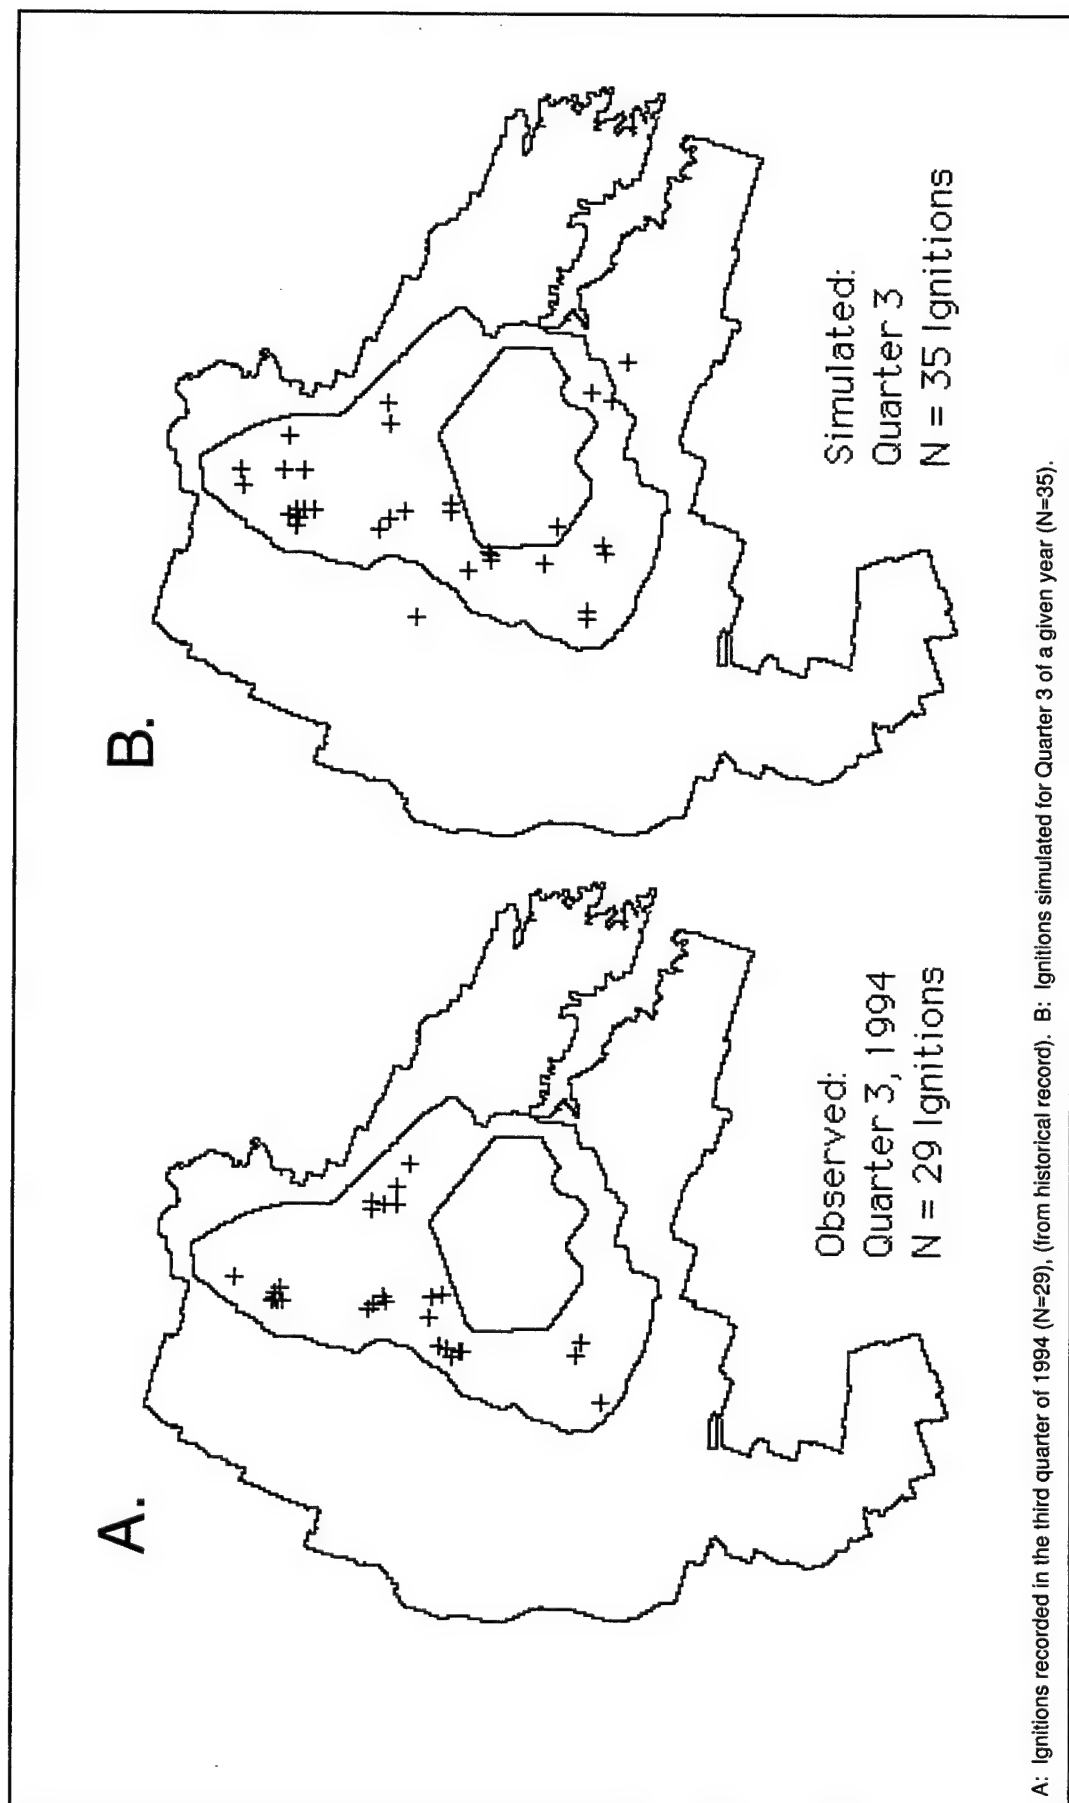 A.
Observed:
Quarter 3, 1994
N = 29 Ignitions
B.
Simulated:
Quarter 3
N = 35 Ignitions
A: Ignitions recorded in the third quarter of 1994 (N=29), (from historical record). B: Ignitions simulated for Quarter 3 of a given year (N=35).